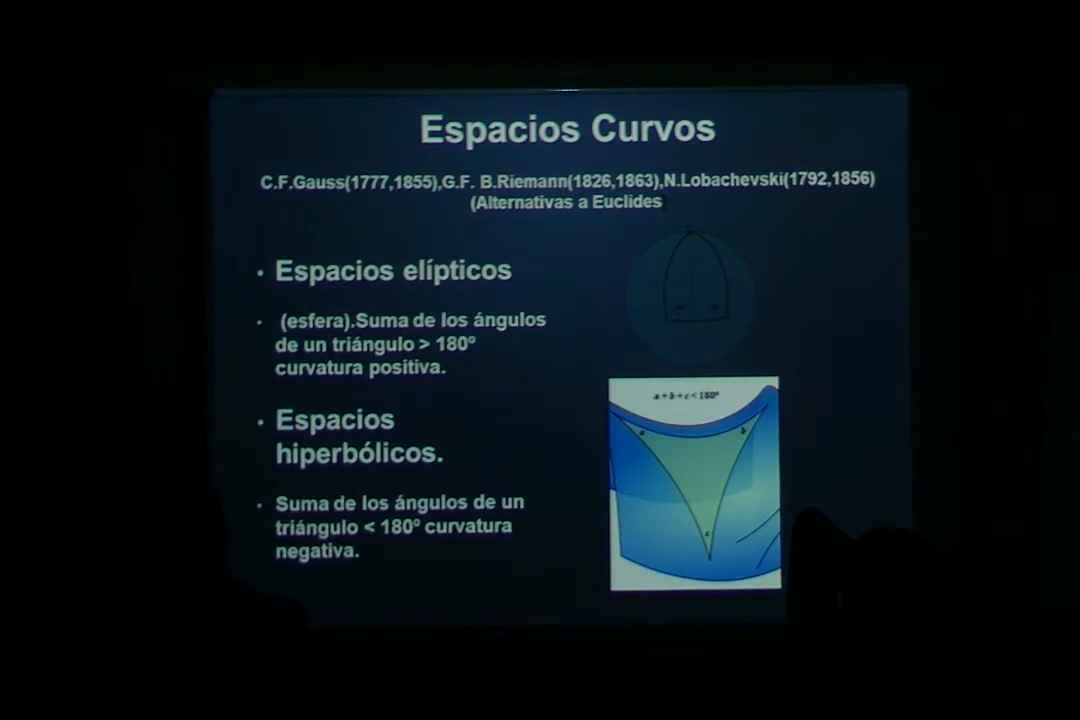 Espacios Curvos
C.F.Gauss(1777,1855),G.F. B.Riemann(1826,1863),N.Lobachevski(1792,1856)
(Alternativas a Euclides
• Espacios elípticos
• (esfera).Suma de los ángulos
de un triángulo > 180º
curvatura positiva.
• Espacios
hiperbólicos.
• Suma de los ángulos de un
triángulo < 180º curvatura
negativa.
a + b + c < 180º
a
b
c